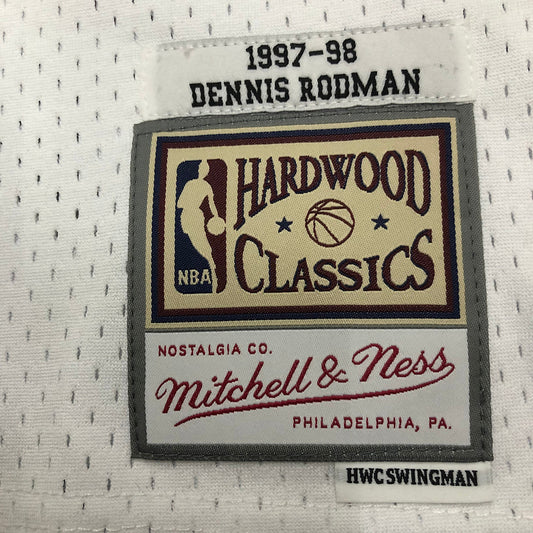 1997-98
DENNIS RODMAN
HARDWOOD
CLASSICS
NBA
NOSTALGIA CO.
Mitchell & Ness
PHILADELPHIA, PA.
HWC SWINGMAN